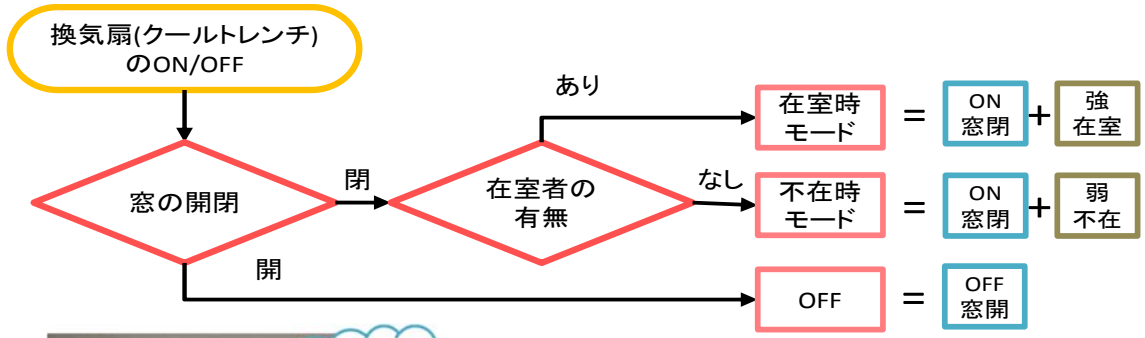 換気扇(クールトレンチ)
のON/OFF
窓の開閉
閉
開
在室者の
有無
あり
なし
在室時
モード
=
ON
窓閉
+
強
在室
不在時
モード
=
ON
窓閉
+
弱
不在
OFF
=
OFF
窓開